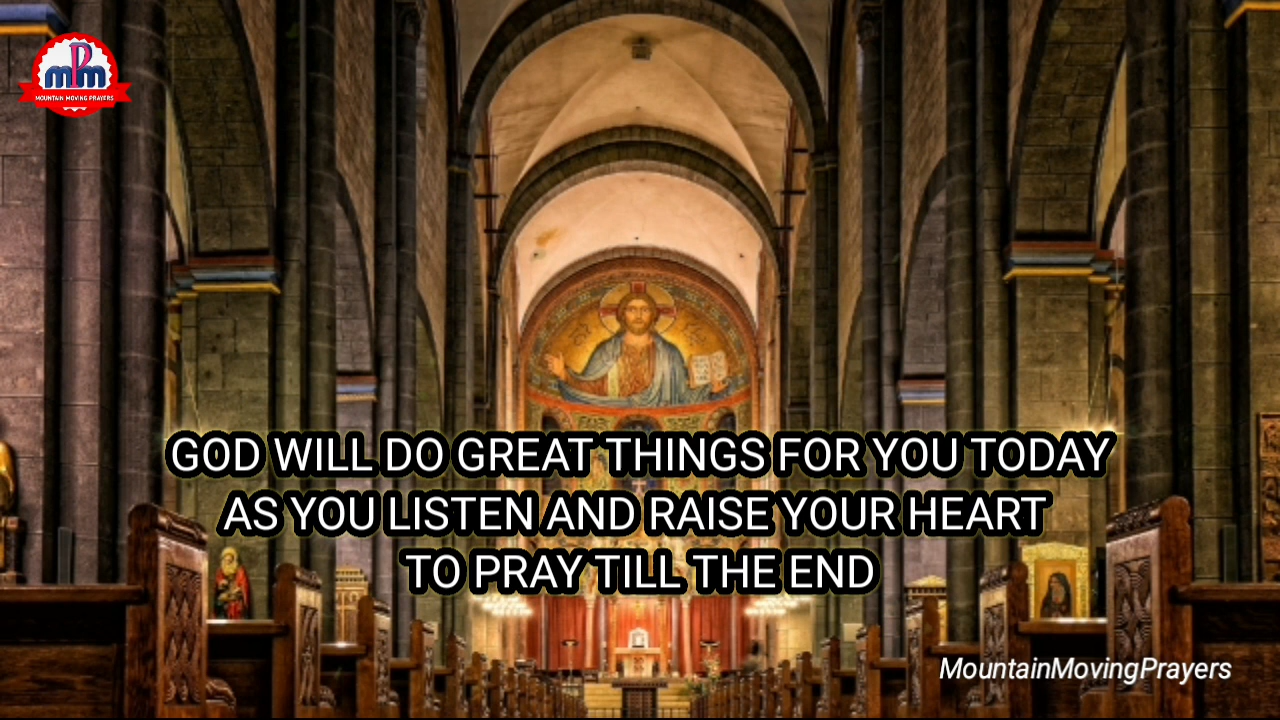 MPM
MOUNTAIN MOVING PRAYERS
GOD WILL DO GREAT THINGS FOR YOU TODAY
AS YOU LISTEN AND RAISE YOUR HEART
TO PRAY TILL THE END
MountainMovingPrayers